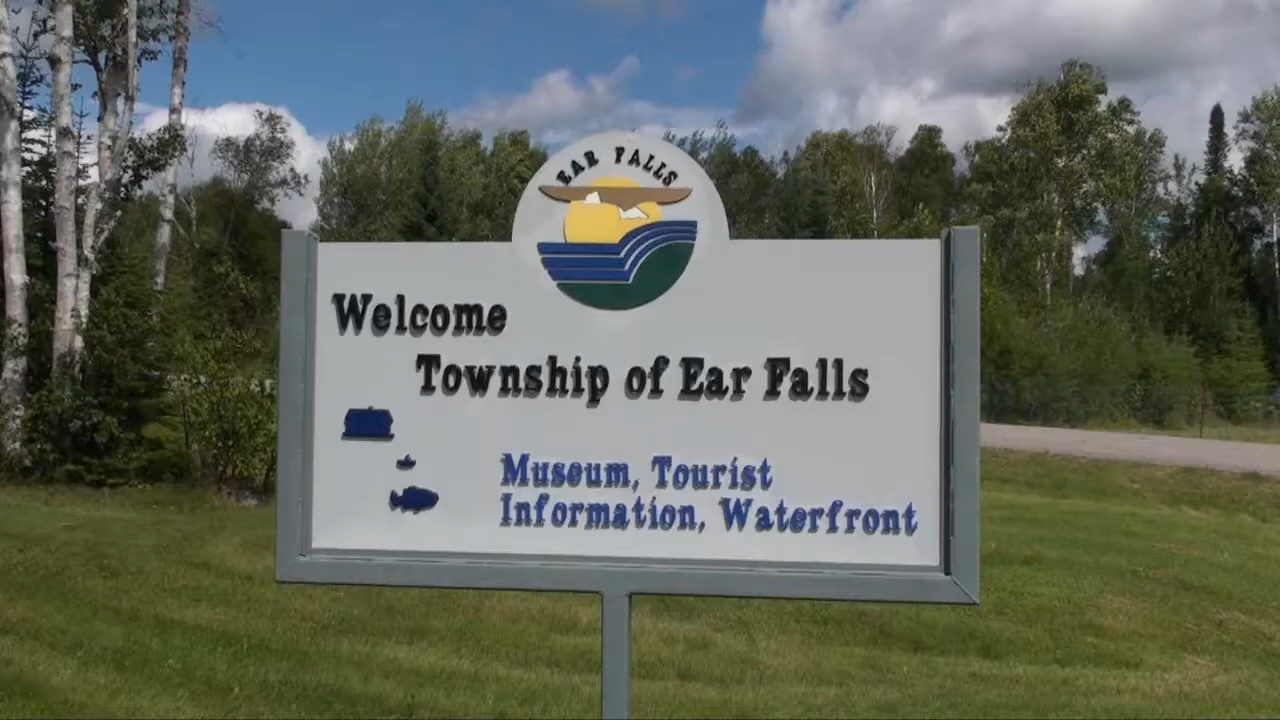 EAR FALLS
Welcome
Township of Ear Falls
Museum, Tourist
Information, Waterfront